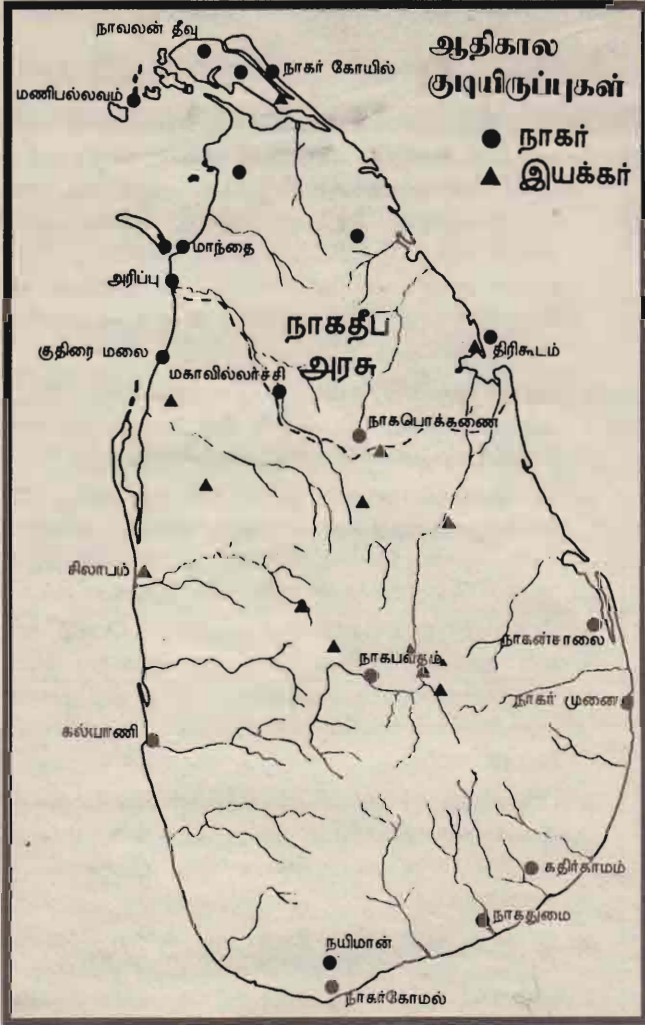 ஆதிகால
குடியிருப்புகள்
நாகர்
இயக்கர்
நாவலன் தீவு
நாகர் கோயில்
மணிபல்லவம்
மாந்தை
அரிப்பு
நாகதீப
அரசு
குதிரை மலை
திரிகூடம்
மகாவில்லார்ச்சி
நாகபொக்கணை
சிலாபம்
நாகன்சாலை
நாகபவதம்
நாகர் முனை
கல்யாணி
கதிர்காமம்
நாகதுமை
நயிமான்
நாகர்கோமல்